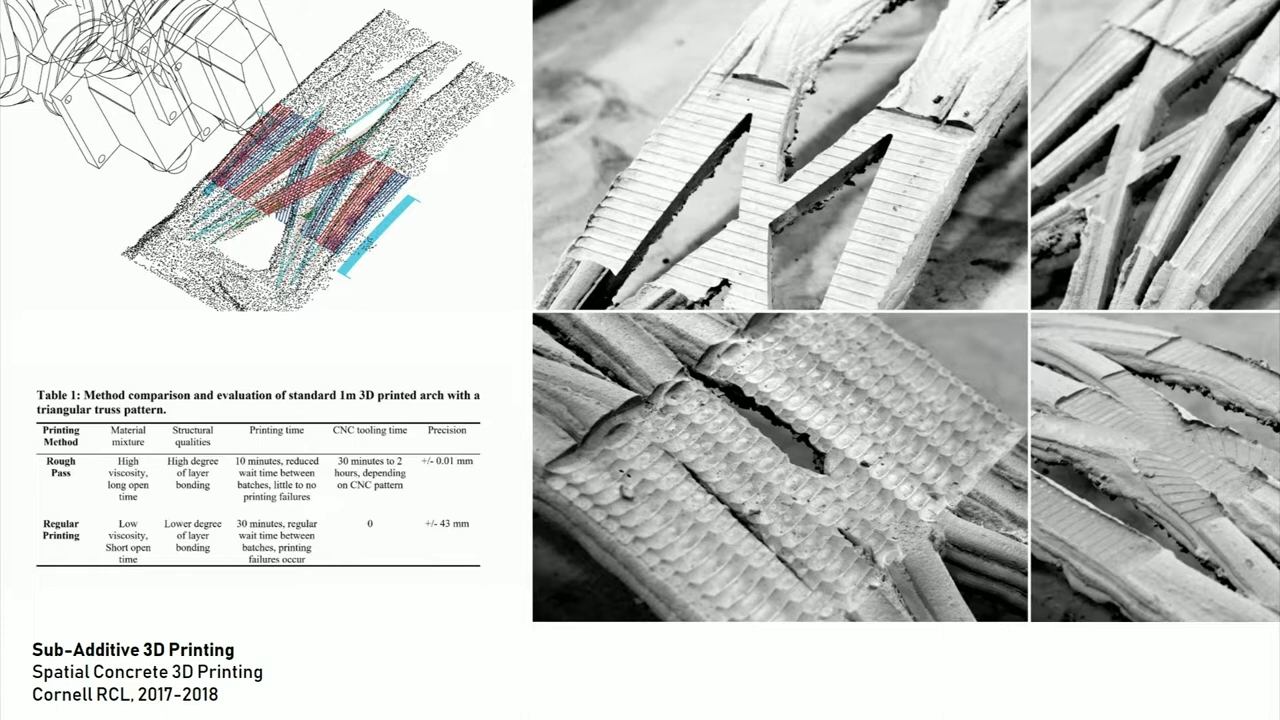 Table 1: Method comparison and evaluation of standard 1m 3D printed arch with a
triangular truss pattern.
Printing Method Material mixture Structural qualities Printing time CNC tooling time Precision
Rough Pass High viscosity, long open time High degree of layer bonding 10 minutes, reduced wait time between batches, little to no printing failures 30 minutes to 2 hours, depending on CNC pattern +/- 0.01 mm
Regular Printing Low viscosity, Short open time Lower degree of layer bonding 30 minutes, regular wait time between batches, printing failures occur 0 +/- 43 mm
Sub-Additive 3D Printing
Spatial Concrete 3D Printing
Cornell RCL, 2017-2018